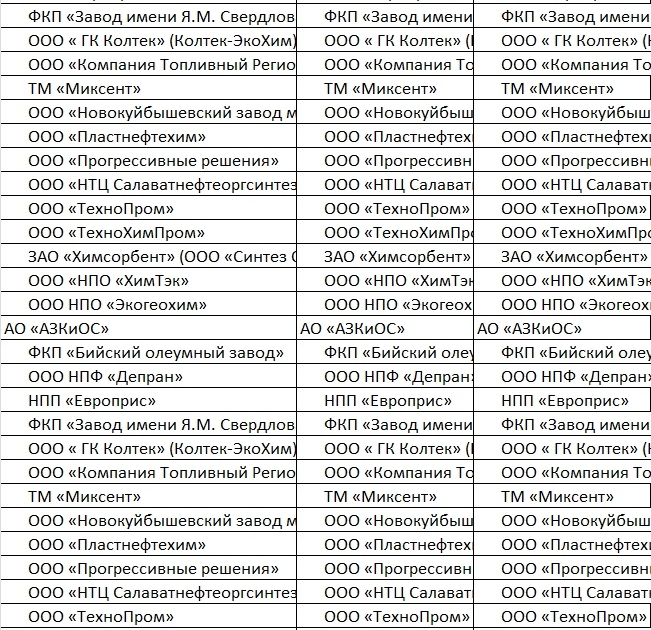 ФКП «Завод имени Я.М. Свердлов ФКП «Завод имени ФКП «Завод имени
ООО « ГК Колтек» (Колтек-ЭкоХим) ООО « ГК Колтек» ( ООО « ГК Колтек» (
ООО «Компания Топливный Регио ООО «Компания То ООО «Компания То
ТМ «Миксент» ТМ «Миксент» ТМ «Миксент»
ООО «Новокуйбышевский завод м ООО «Новокуйбыш ООО «Новокуйбыш
ООО «Пластнефтехим» ООО «Пластнефтех ООО «Пластнефтех
ООО «Прогрессивные решения» ООО «Прогрессивн ООО «Прогрессивн
ООО «НТЦ Салаватнефтеоргсинтез ООО «НТЦ Салават ООО «НТЦ Салават
ООО «ТехноПром» ООО «ТехноПром» ООО «ТехноПром»
ООО «ТехноХимПром» ООО «ТехноХимПро ООО «ТехноХимПро
ЗАО «Химсорбент» (ООО «Синтез ЗАО «Химсорбент» ЗАО «Химсорбент»
ООО «НПО «ХимТэк» ООО «НПО «ХимТэк ООО «НПО «ХимТэк
ООО НПО «Экогеохим» ООО НПО «Экогеох ООО НПО «Экогеох
АО «АЗКиОС» АО «АЗКиОС» АО «АЗКиОС»
ФКП «Бийский олеумный завод» ФКП «Бийский олеу ФКП «Бийский олеу
ООО НПФ «Депран» ООО НПФ «Депран» ООО НПФ «Депран»
НПП «Европрис» НПП «Европрис» НПП «Европрис»
ФКП «Завод имени Я.М. Свердлов ФКП «Завод имени ФКП «Завод имени
ООО « ГК Колтек» (Колтек-ЭкоХим) ООО « ГК Колтек» ( ООО « ГК Колтек» (
ООО «Компания Топливный Регио ООО «Компания То ООО «Компания То
ТМ «Миксент» ТМ «Миксент» ТМ «Миксент»
ООО «Новокуйбышевский завод м ООО «Новокуйбыш ООО «Новокуйбыш
ООО «Пластнефтехим» ООО «Пластнефтех ООО «Пластнефтех
ООО «Прогрессивные решения» ООО «Прогрессивн ООО «Прогрессивн
ООО «НТЦ Салаватнефтеоргсинтез ООО «НТЦ Салават ООО «НТЦ Салават
ООО «ТехноПром» ООО «ТехноПром» ООО «ТехноПром»